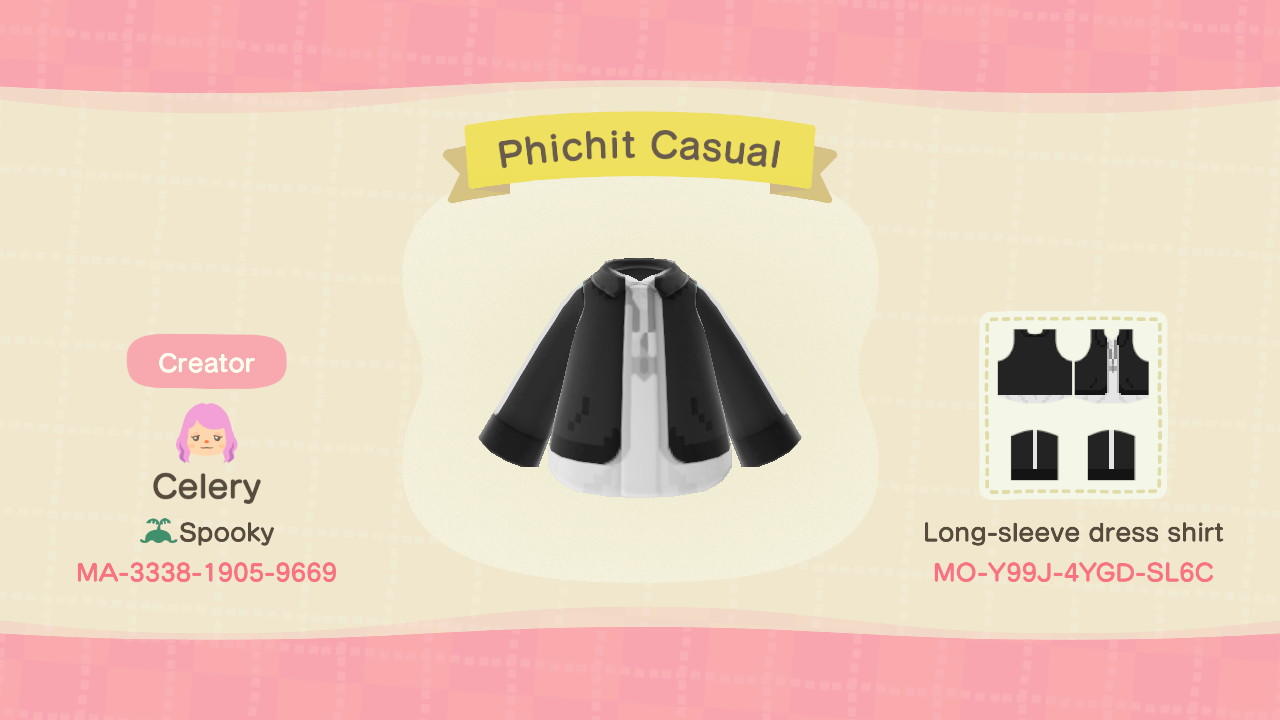 Phichit Casual
Creator
Celery
Spooky
MA-3338-1905-9669
Long-sleeve dress shirt
MO-Y99J-4YGD-SL6C